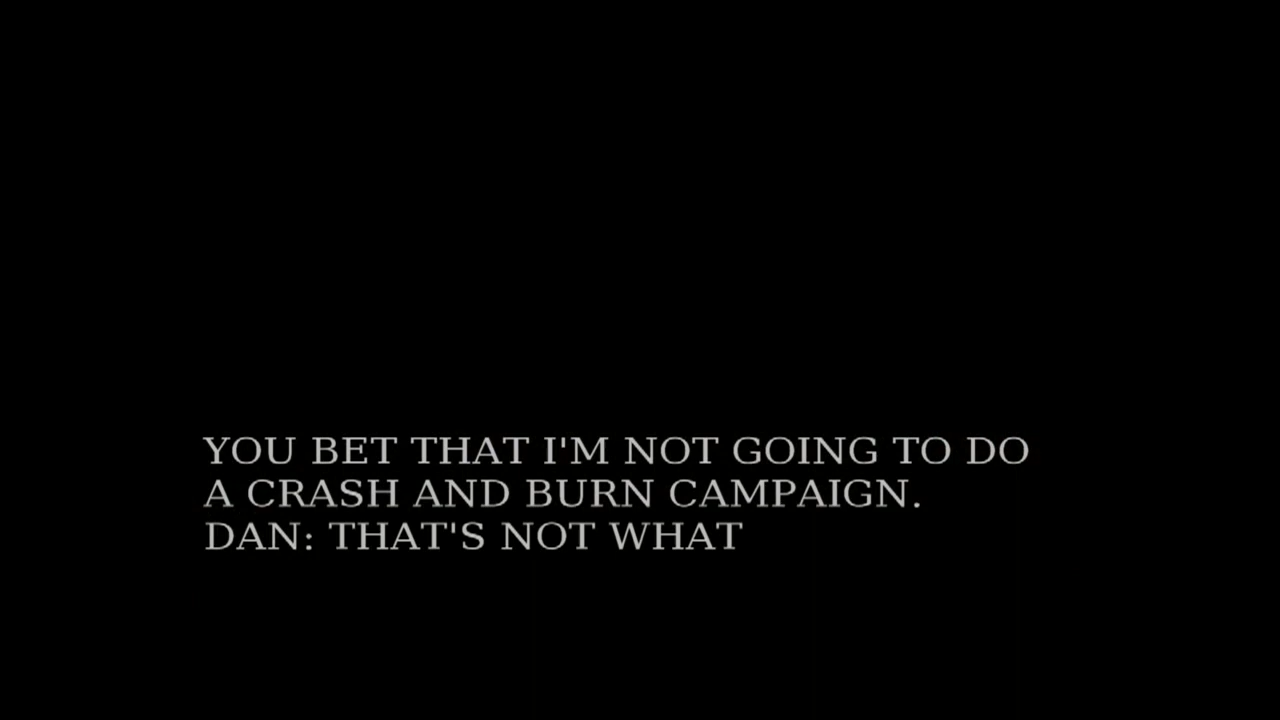 YOU BET THAT I'M NOT GOING TO DO
A CRASH AND BURN CAMPAIGN.
DAN: THAT'S NOT WHAT